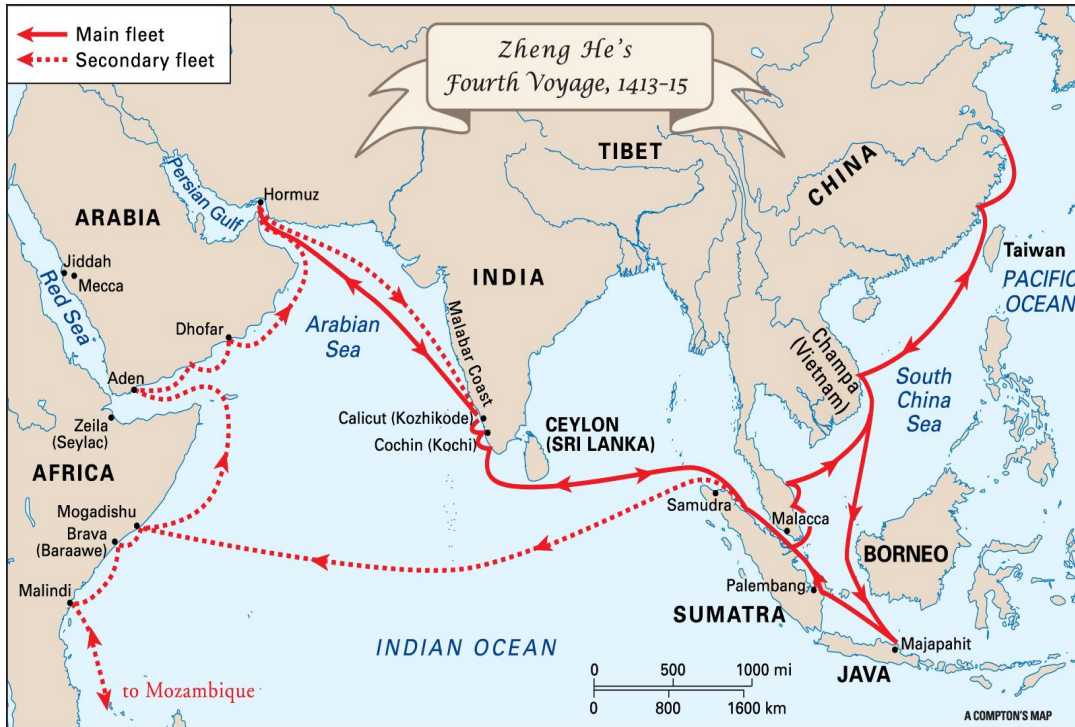 Main fleet
Secondary fleet
Zheng He's
Fourth Voyage, 1413-15
TIBET
CHINA
Persian Gulf
Hormuz
ARABIA
Taiwan
Jiddah
Mecca
INDIA
PACIFIC
OCEAN
Red Sea
Dhofar
Arabian
Sea
Malabar Coast
Champa
(Vietnam)
South
China
Sea
Aden
Zeila
(Seylac)
Calicut (Kozhikode)
Cochin (Kochi)
CEYLON
(SRI LANKA)
AFRICA
Samudra
Malacca
Mogadishu
Brava
(Baraawe)
BORNEO
Malindi
Palembang
SUMATRA
INDIAN OCEAN
Majapahit
JAVA
to Mozambique
0 500 1000 mi
0 800 1600 km
A COMPTON'S MAP